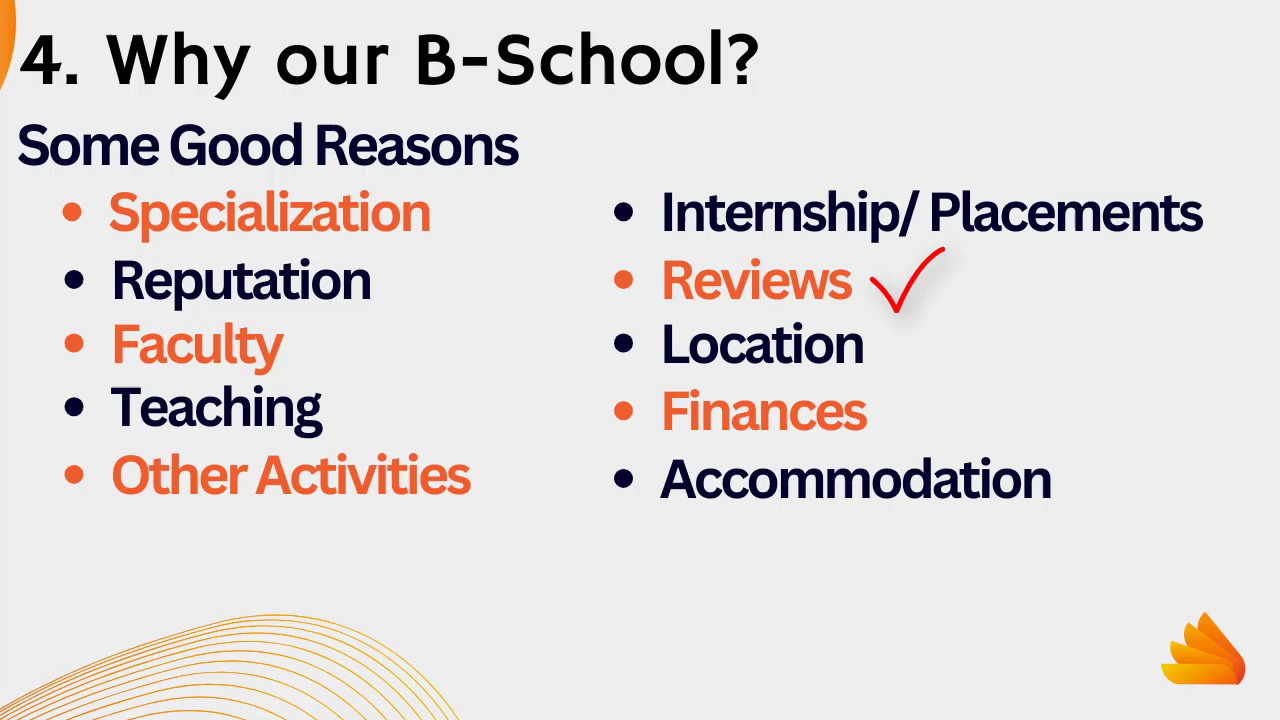 4. Why our B-School?
Some Good Reasons
Specialization
Reputation
Faculty
Teaching
Other Activities
Internship/ Placements
Reviews
Location
Finances
Accommodation